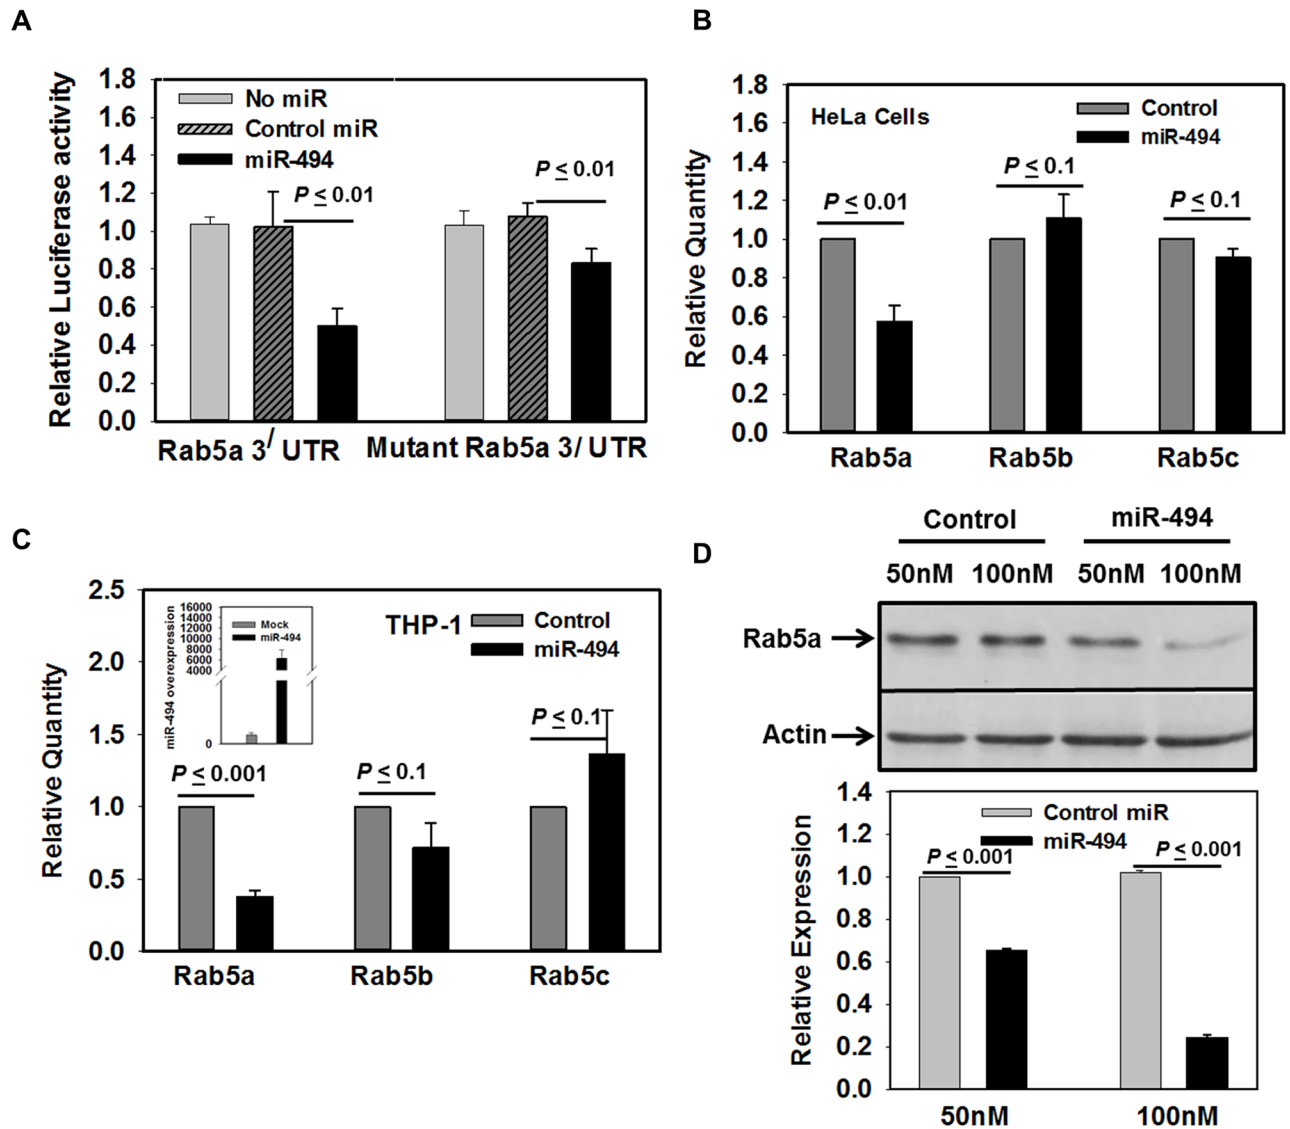 A
Relative Luciferase activity
1.8
1.6
1.4
1.2
1.0
0.8
0.6
0.4
0.2
0.0
No miR
Control miR
miR-494
P ≤ 0.01
P ≤ 0.01
Rab5a 3/ UTR
Mutant Rab5a 3/ UTR
B
Relative Quantity
1.8
1.6
1.4
1.2
1.0
0.8
0.6
0.4
0.2
0.0
HeLa Cells
Control
miR-494
P ≤ 0.01
P ≤ 0.1
P ≤ 0.1
Rab5a
Rab5b
Rab5c
C
Relative Quantity
2.5
2.0
1.5
1.0
0.5
0.0
miR-494 overexpression
16000
14000
12000
10000
8000
6000
4000
0
Mock
miR-494
THP-1
Control
miR-494
P ≤ 0.001
P ≤ 0.1
P ≤ 0.1
Rab5a
Rab5b
Rab5c
D
Control
miR-494
50nM 100nM 50nM 100nM
Rab5a
Actin
Relative Expression
1.4
1.2
1.0
0.8
0.6
0.4
0.2
0.0
Control miR
miR-494
P ≤ 0.001
P ≤ 0.001
50nM
100nM